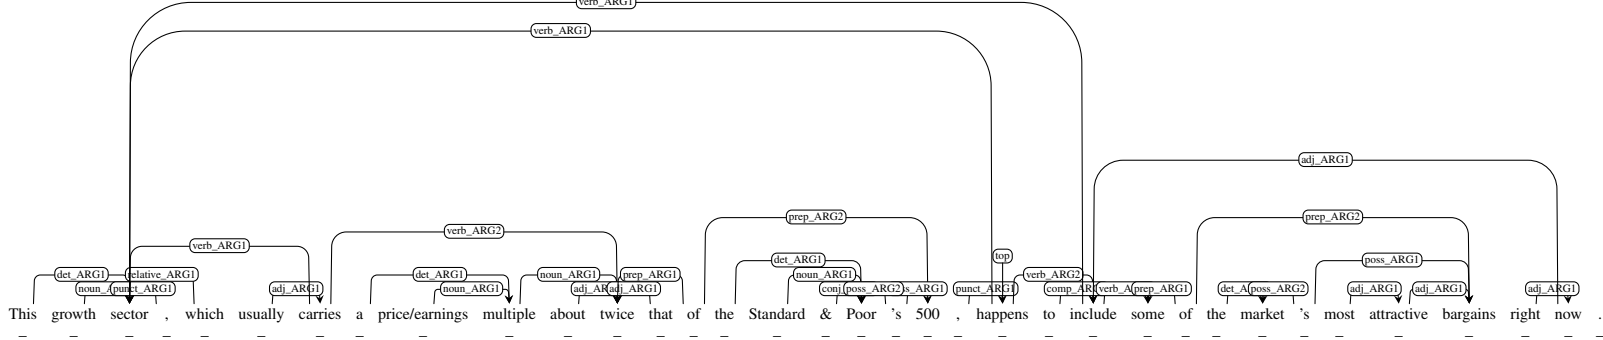 verb_ARG1
verb_ARG1
adj_ARG1
prep_ARG2 prep_ARG2
verb_ARG2
verb_ARG1
top
det_ARG1 poss_ARG1
det_ARG1 relative_ARG1 det_ARG1 noun_ARG1 prep_ARG1 noun_ARG1 verb_ARG2
punct_ARG1 adj_ARG1 noun_ARG1 adj_ARG1 poss_ARG2 prep_ARG1 poss_ARG2 adj_ARG1 adj_ARG1 adj_ARG1
This growth sector , which usually carries a price/earnings multiple about twice that of the Standard & Poor 's 500 , happens to include some of the market 's most attractive bargains right now .